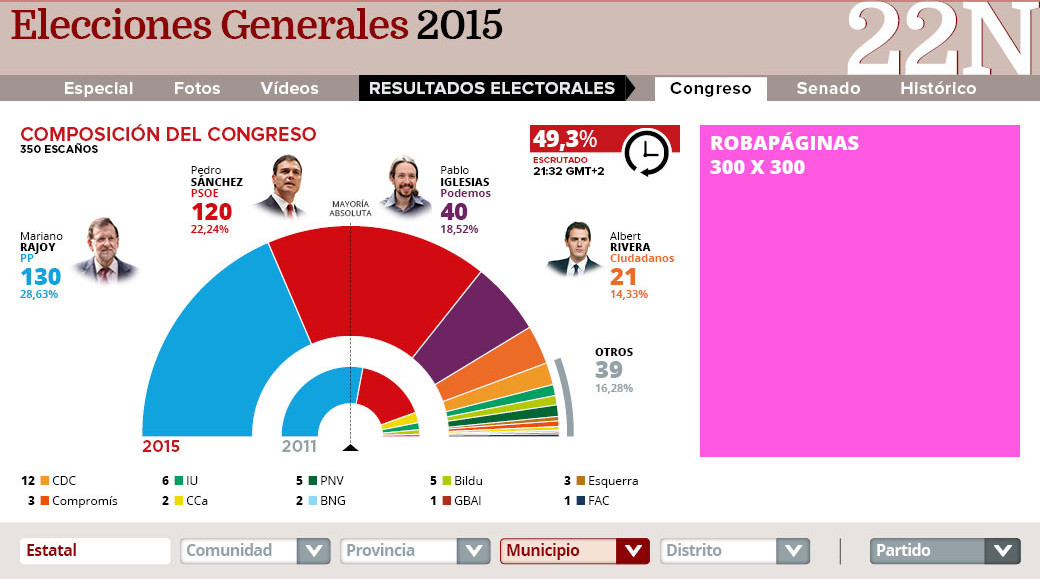 Elecciones Generales 2015
22N
Especial
Fotos
Vídeos
RESULTADOS ELECTORALES
Congreso
Senado
Histórico
COMPOSICIÓN DEL CONGRESO
350 ESCAÑOS
49,3%
ESCRUTADO
21:32 GMT+2
ROBAPÁGINAS
300 X 300
Mariano
RAJOY
PP
130
28,63%
Pedro
SÁNCHEZ
PSOE
120
22,24%
MAYORÍA
ABSOLUTA
Pablo
IGLESIAS
Podemos
40
18,52%
Albert
RIVERA
Ciudadanos
21
14,33%
OTROS
39
16,28%
2015
2011
12 CDC
6 IU
5 PNV
5 Bildu
3 Esquerra
3 Compromís
2 CCa
2 BNG
1 GBAI
1 FAC
Estatal
Comunidad
Provincia
Municipio
Distrito
Partido